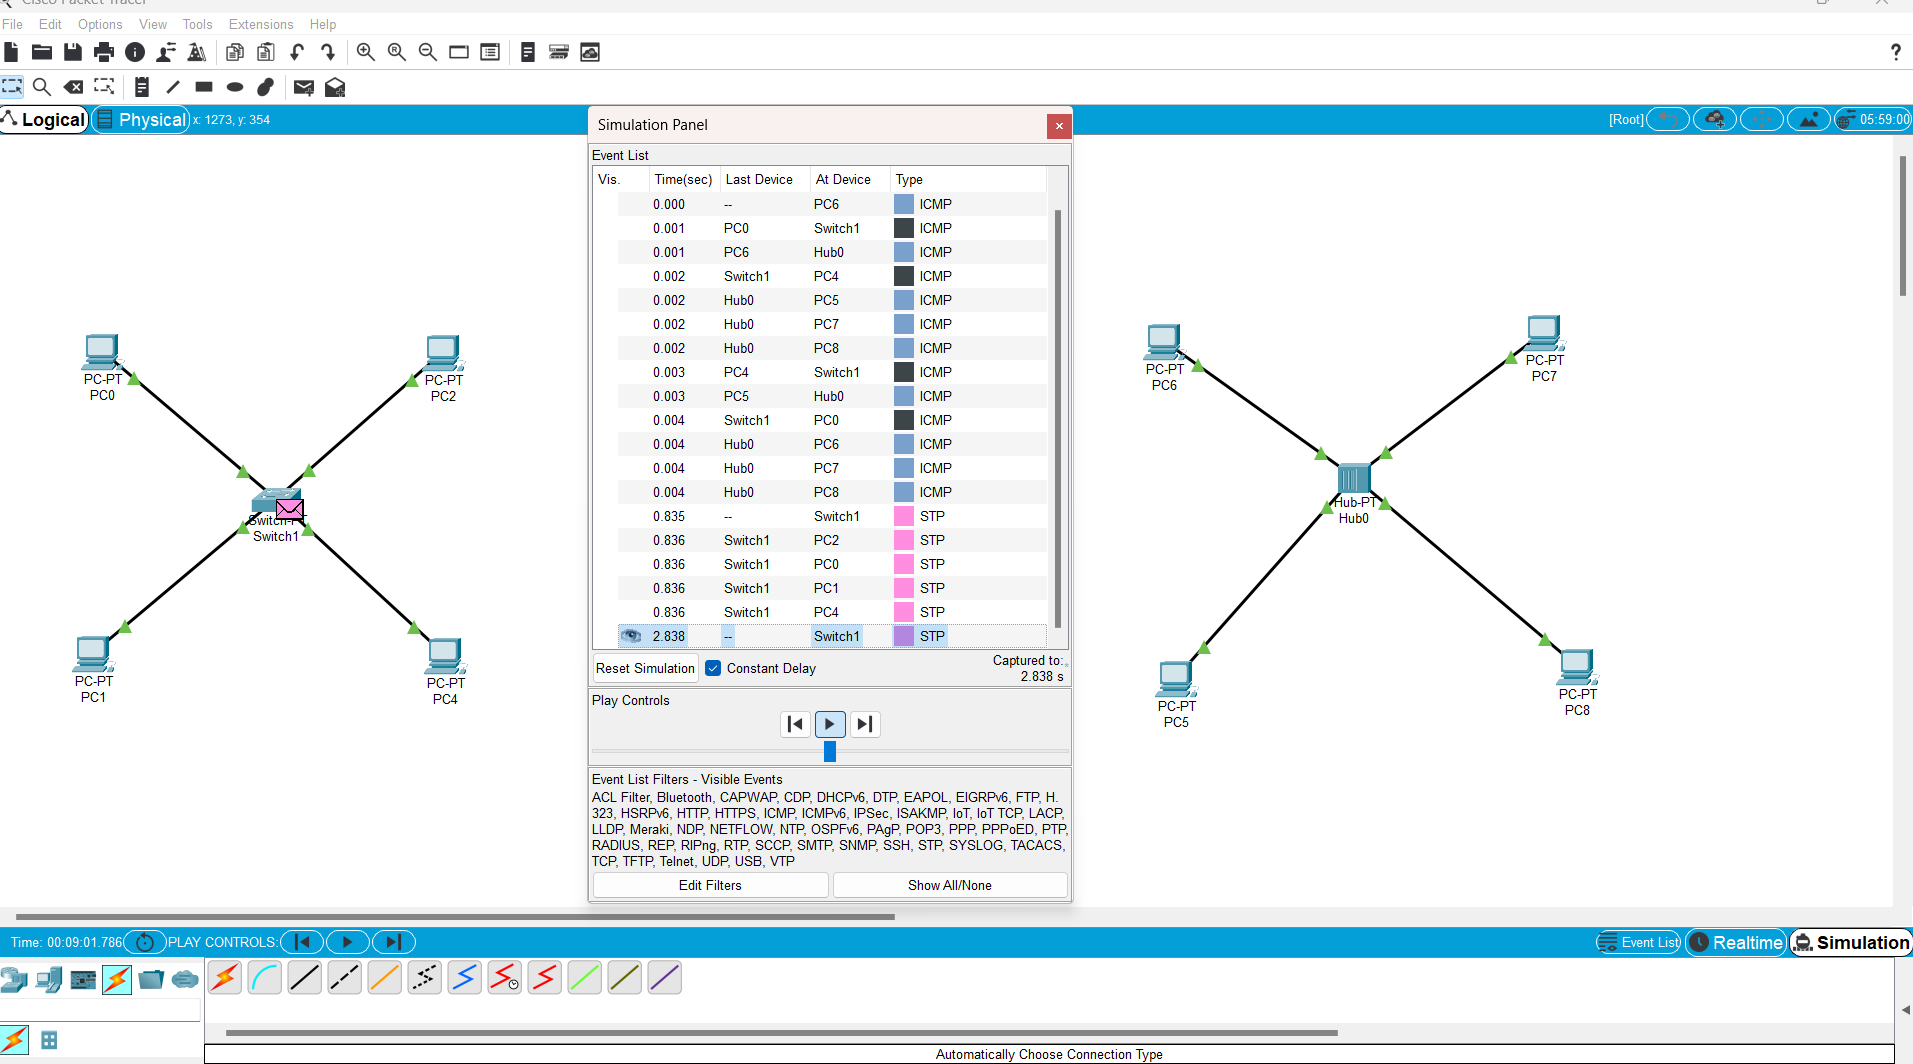 Cisco Packet Tracer
File Edit Options View Tools Extensions Help
?
Logical Physical x: 1273, y: 354 [Root] 05:59:00
Simulation Panel
Event List
Vis. Time(sec) Last Device At Device Type
0.000 -- PC6 ICMP
0.001 PC0 Switch1 ICMP
0.001 PC6 Hub0 ICMP
0.002 Switch1 PC4 ICMP
0.002 Hub0 PC5 ICMP
0.002 Hub0 PC7 ICMP
0.002 Hub0 PC8 ICMP
0.003 PC4 Switch1 ICMP
0.003 PC5 Hub0 ICMP
0.004 Switch1 PC0 ICMP
0.004 Hub0 PC6 ICMP
0.004 Hub0 PC7 ICMP
0.004 Hub0 PC8 ICMP
0.835 -- Switch1 STP
0.836 Switch1 PC2 STP
0.836 Switch1 PC0 STP
0.836 Switch1 PC1 STP
0.836 Switch1 PC4 STP
2.838 -- Switch1 STP
Reset Simulation Constant Delay Captured to:
2.838 s
Play Controls
Event List Filters - Visible Events
ACL Filter, Bluetooth, CAPWAP, CDP, DHCPv6, DTP, EAPOL, EIGRPv6, FTP, H.
323, HSRPv6, HTTP, HTTPS, ICMP, ICMPv6, IPSec, ISAKMP, IoT, IoT TCP, LACP,
LLDP, Meraki, NDP, NETFLOW, NTP, OSPFv6, PAgP, POP3, PPP, PPPoED, PTP,
RADIUS, REP, RIPng, RTP, SCCP, SMTP, SNMP, SSH, STP, SYSLOG, TACACS,
TCP, TFTP, Telnet, UDP, USB, VTP
Edit Filters Show All/None
PC-PT
PC0
PC-PT
PC2
Switch-PT
Switch1
PC-PT
PC1
PC-PT
PC4
PC-PT
PC6
PC-PT
PC7
Hub-PT
Hub0
PC-PT
PC5
PC-PT
PC8
Time: 00:09:01.786 PLAY CONTROLS: Event List Realtime Simulation
Automatically Choose Connection Type